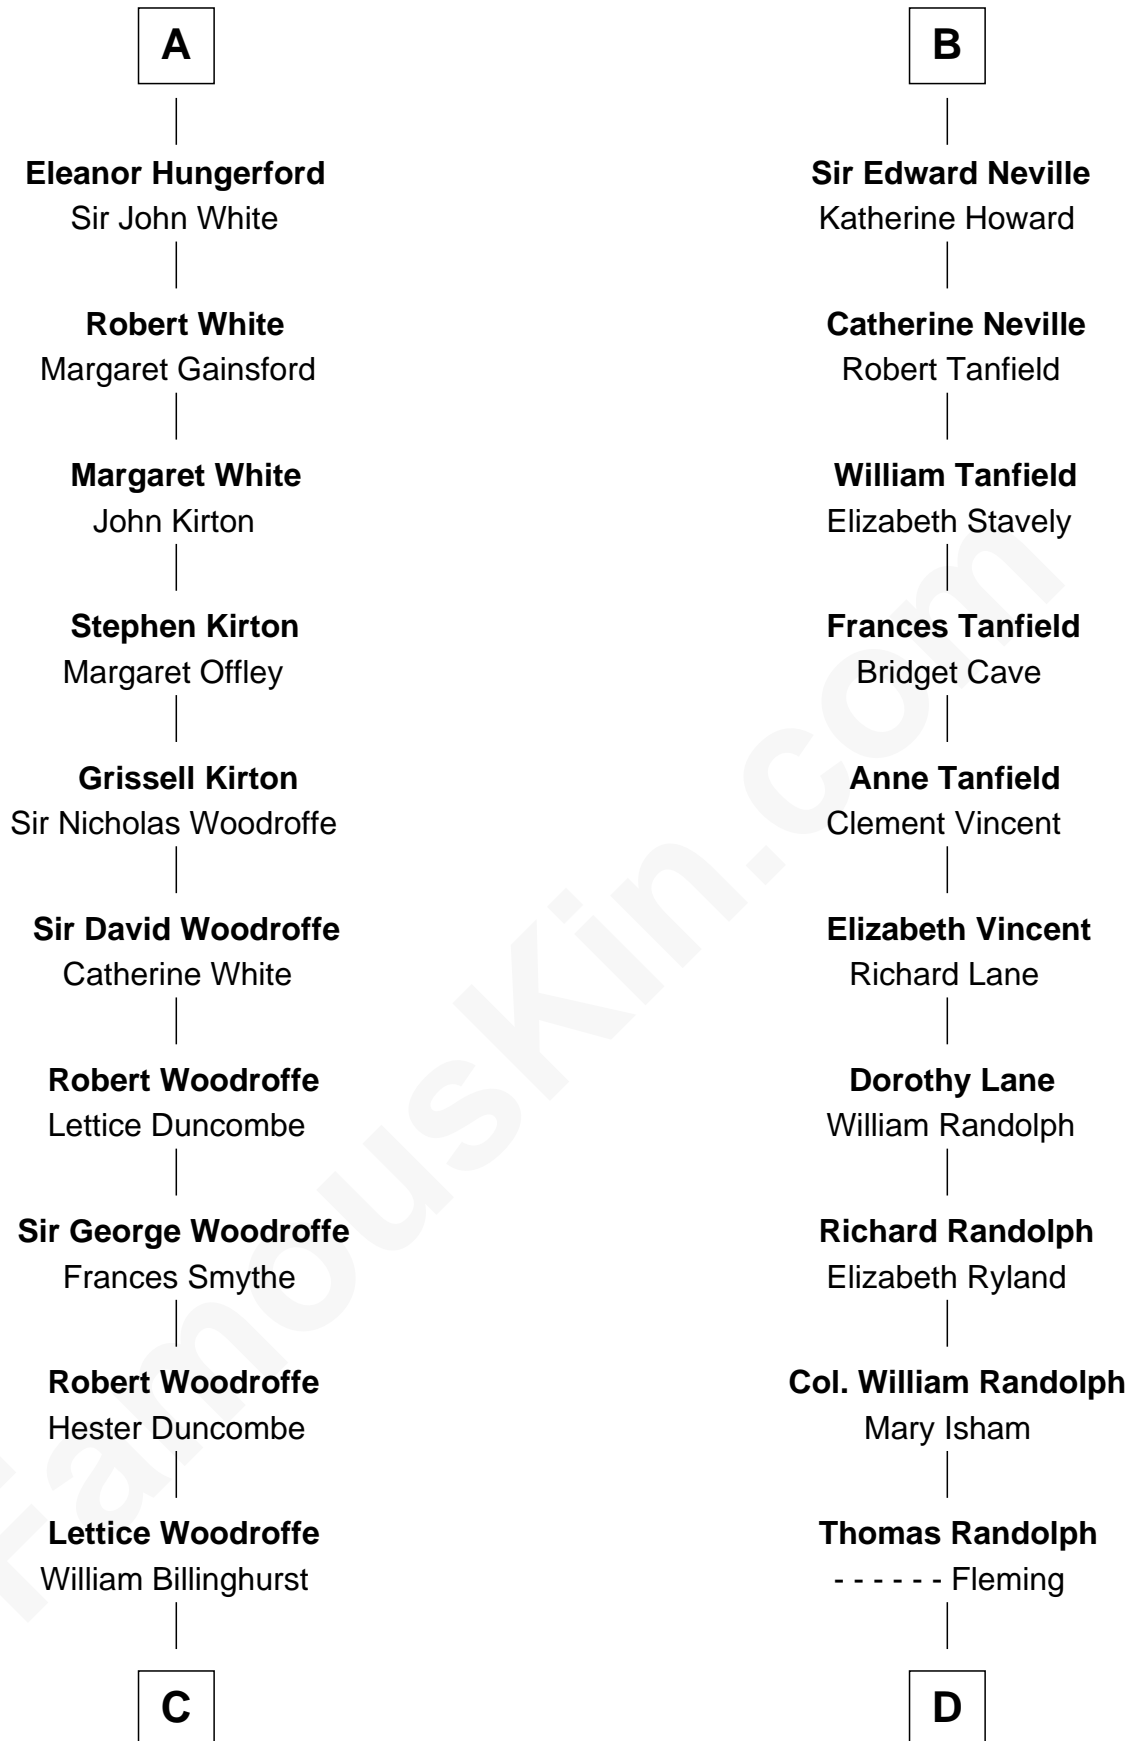 A
Eleanor Hungerford
Sir John White
Robert White
Margaret Gainsford
Margaret White
John Kirton
Stephen Kirton
Margaret Offley
Grissell Kirton
Sir Nicholas Woodroffe
Sir David Woodroffe
Catherine White
Robert Woodroffe
Lettice Duncombe
Sir George Woodroffe
Frances Smythe
Robert Woodroffe
Hester Duncombe
Lettice Woodroffe
William Billinghurst
C
B
Sir Edward Neville
Katherine Howard
Catherine Neville
Robert Tanfield
William Tanfield
Elizabeth Stavely
Frances Tanfield
Bridget Cave
Anne Tanfield
Clement Vincent
Elizabeth Vincent
Richard Lane
Dorothy Lane
William Randolph
Richard Randolph
Elizabeth Ryland
Col. William Randolph
Mary Isham
Thomas Randolph
- - - - - - Fleming
D
FamousKin.com